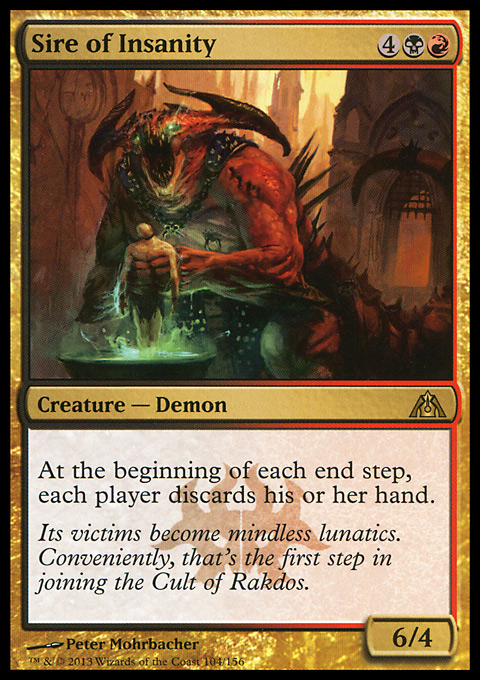 Sire of Insanity 4
Creature — Demon
At the beginning of each end step,
each player discards his or her hand.
Its victims become mindless lunatics.
Conveniently, that's the first step in
joining the Cult of Rakdos.
6/4
Peter Mohrbacher
™ & © 2013 Wizards of the Coast 104/156